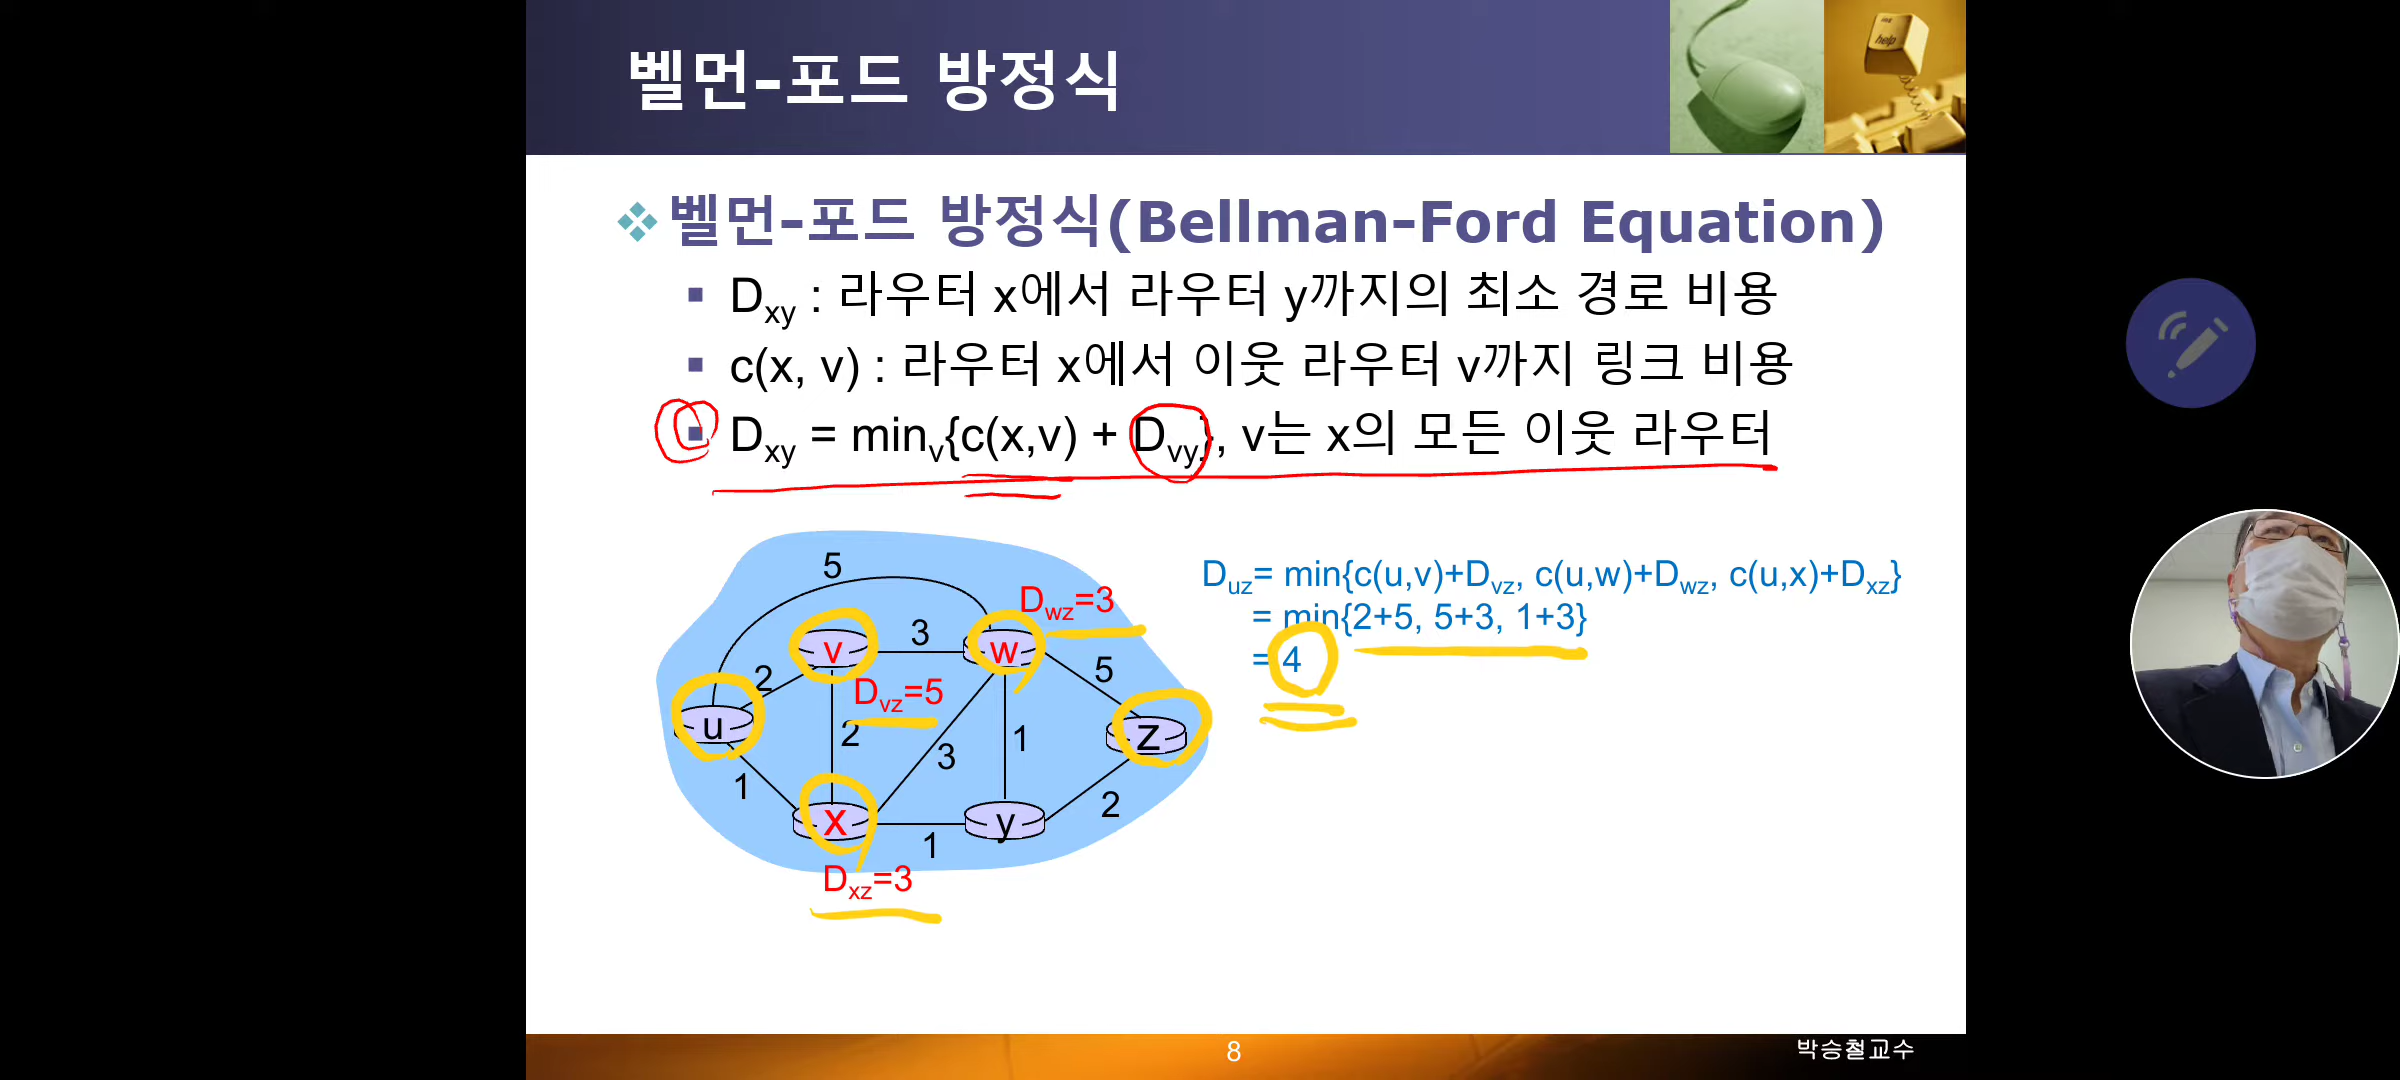 벨먼-포드 방정식
help
벨먼-포드 방정식(Bellman-Ford Equation)
Dxy : 라우터 x에서 라우터 y까지의 최소 경로 비용
c(x, v) : 라우터 x에서 이웃 라우터 v까지 링크 비용
Dxy = minv{c(x,v) + Dvy}, v는 x의 모든 이웃 라우터
5
Dwz=3
v
3
w
2
Dvz=5
5
u
2
3
1
z
1
x
1
y
2
Dxz=3
Duz= min{c(u,v)+Dvz, c(u,w)+Dwz, c(u,x)+Dxz}
= min{2+5, 5+3, 1+3}
= 4
8
박승철교수